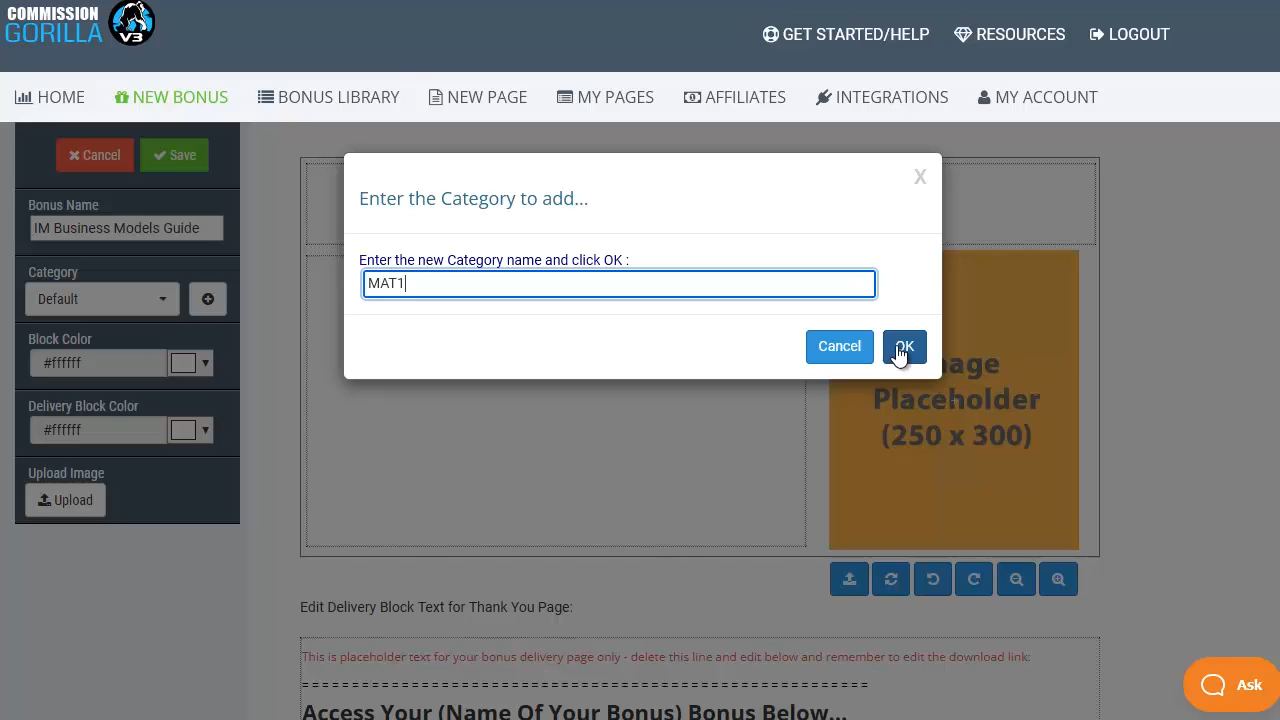 COMMISSION
GORILLA
V3
GET STARTED/HELP
RESOURCES
LOGOUT
HOME
NEW BONUS
BONUS LIBRARY
NEW PAGE
MY PAGES
AFFILIATES
INTEGRATIONS
MY ACCOUNT
Cancel
Save
Bonus Name
IM Business Models Guide
Category
Default
Block Color
#ffffff
Delivery Block Color
#ffffff
Upload Image
Upload
X
Enter the Category to add...
Enter the new Category name and click OK :
MAT1
Cancel
OK
Placeholder
(250 x 300)
Edit Delivery Block Text for Thank You Page:
This is placeholder text for your bonus delivery page only - delete this line and edit below and remember to edit the download link:
= = = = = = = = = = = = = = = = = = = = = = = = = = = = = = = = = = = = = = = = = = = = = = = = = = = = = =
Access Your (Name Of Your Bonus) Bonus Below...
Ask